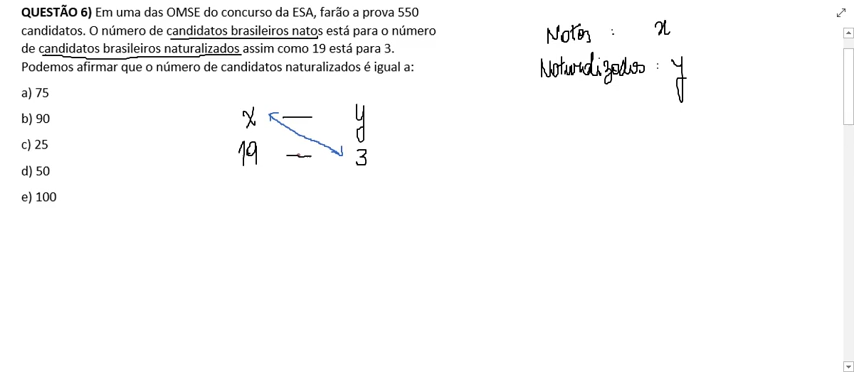 QUESTÃO 6) Em uma das OMSE do concurso da ESA, farão a prova 550
candidatos. O número de candidatos brasileiros natos está para o número
de candidatos brasileiros naturalizados assim como 19 está para 3.
Podemos afirmar que o número de candidatos naturalizados é igual a:
a) 75
b) 90
c) 25
d) 50
e) 100
Natos : x
Naturalizados : y
x — y
19 — 3